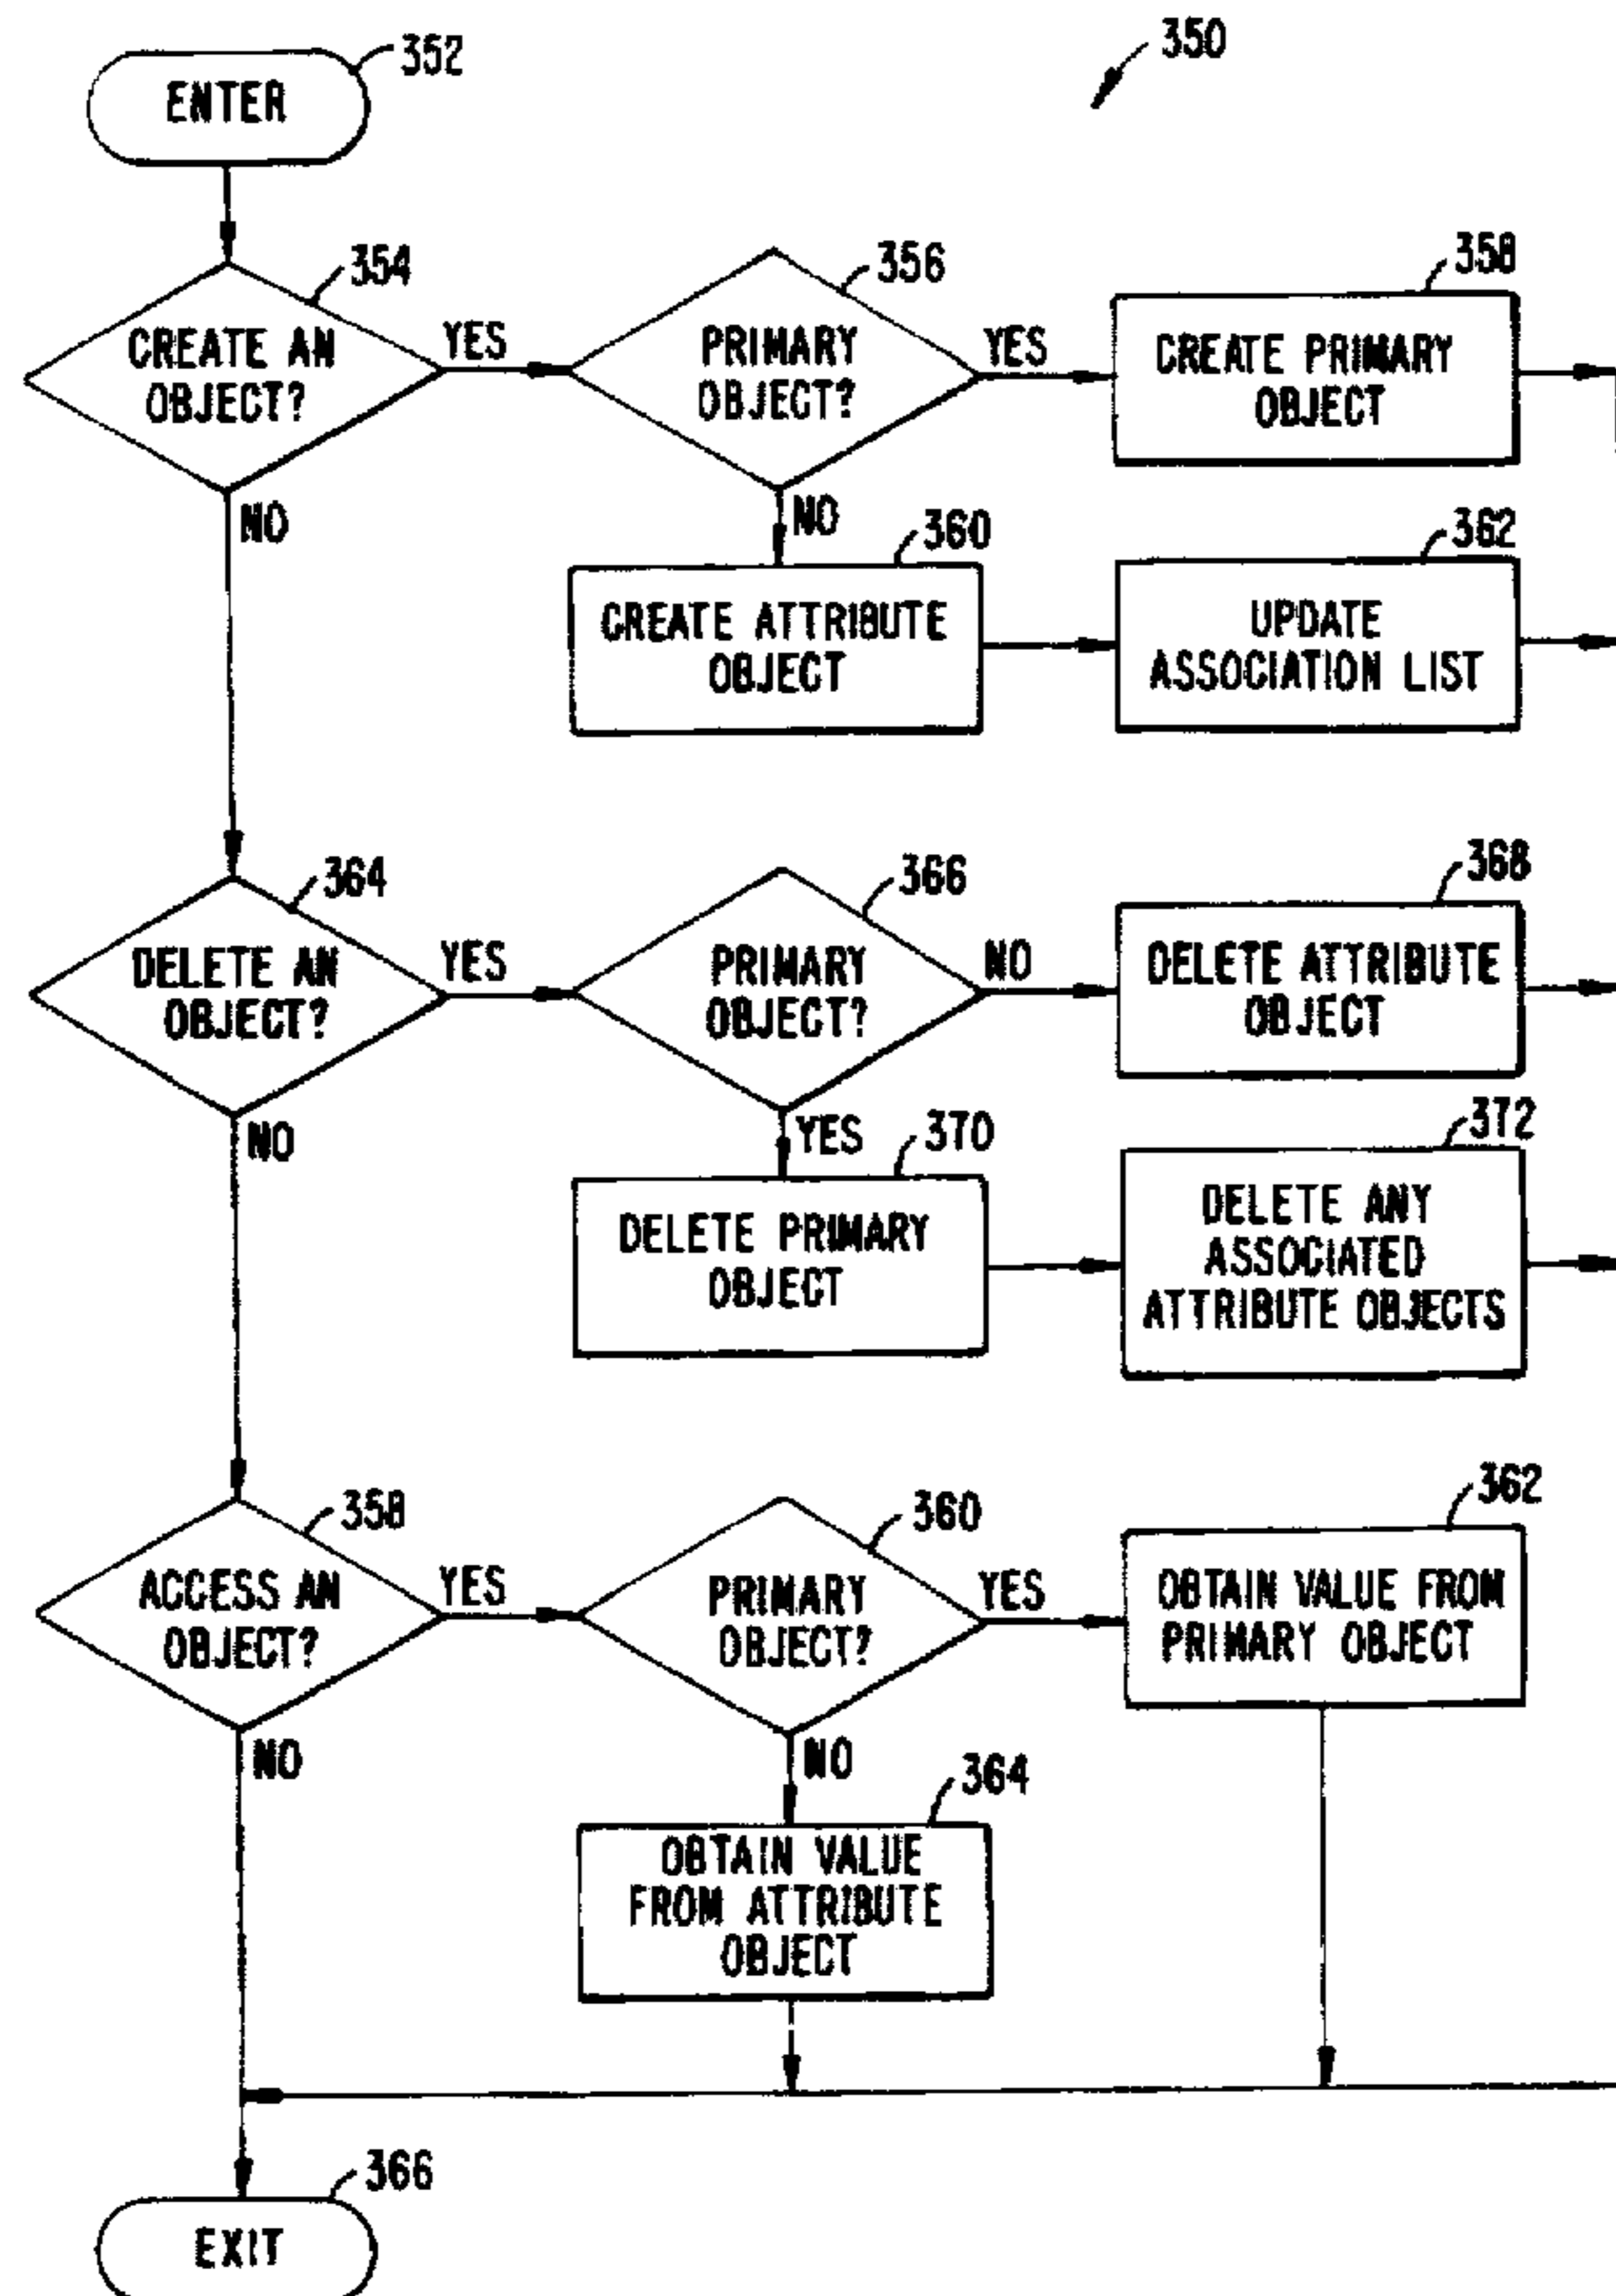 350
352
ENTER
354
CREATE AN
OBJECT?
YES
NO
356
PRIMARY
OBJECT?
YES
NO
358
CREATE PRIMARY
OBJECT
360
CREATE ATTRIBUTE
OBJECT
362
UPDATE
ASSOCIATION LIST
364
DELETE AN
OBJECT?
YES
NO
366
PRIMARY
OBJECT?
NO
YES
368
DELETE ATTRIBUTE
OBJECT
370
DELETE PRIMARY
OBJECT
372
DELETE ANY
ASSOCIATED
ATTRIBUTE OBJECTS
358
ACCESS AN
OBJECT?
YES
NO
360
PRIMARY
OBJECT?
YES
NO
362
OBTAIN VALUE FROM
PRIMARY OBJECT
364
OBTAIN VALUE
FROM ATTRIBUTE
OBJECT
366
EXIT